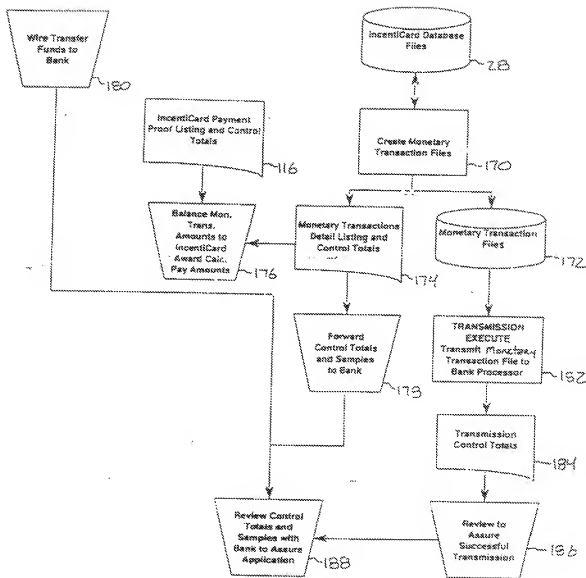 Wire Transfer
Funds to
Bank
180
IncentiCard Database
Files
28
IncentiCard Payment
Proof Listing and Control
Totals
116
Create Monetary
Transaction Files
170
Balance Mon.
Trans.
Amounts to
IncentiCard
Award Calc.
Pay Amounts
176
Monetary Transactions
Detail Listing and
Control Totals
174
Monetary Transaction
Files
172
Forward
Control Totals
and Samples
to Bank
178
TRANSMISSION
EXECUTE
Transmit Monetary
Transaction File to
Bank Processor
182
Transmission
Control Totals
184
Review Control
Totals and
Samples with
Bank to Assure
Application
188
Review to
Assure
Successful
Transmission
186